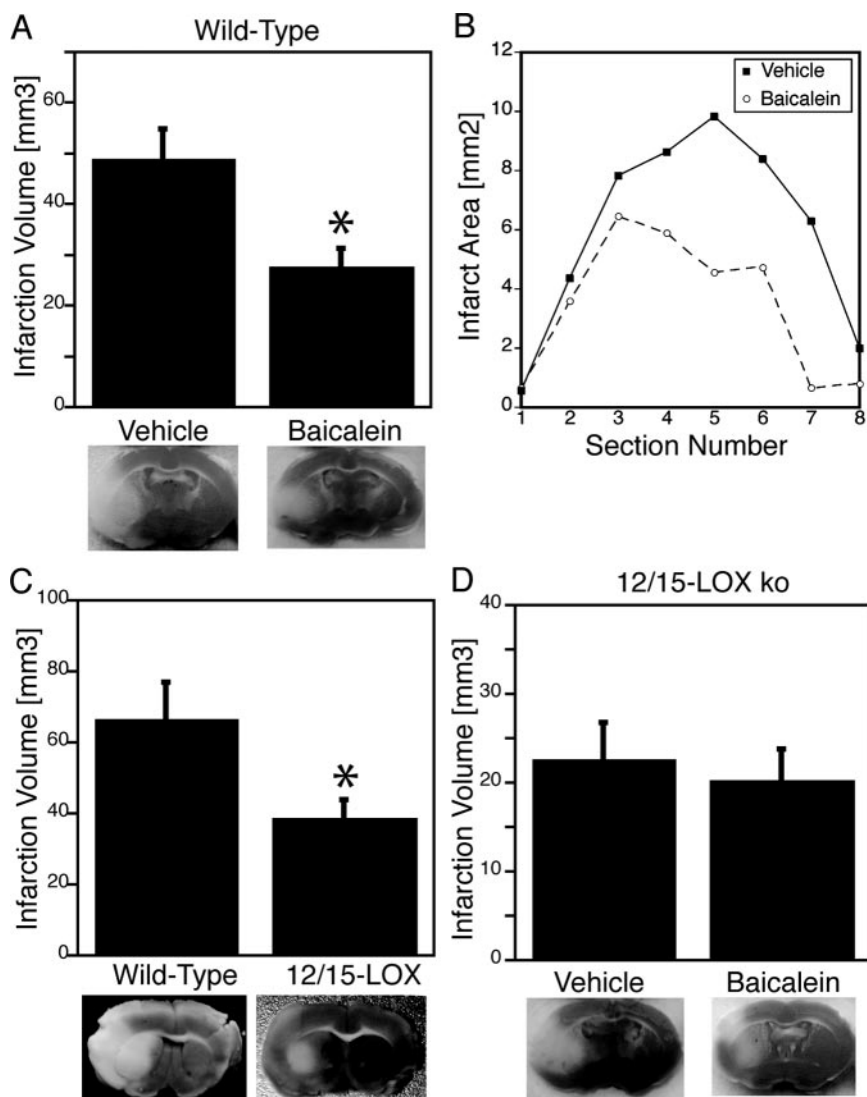 A
Wild-Type
Infarction Volume [mm3]
60
40
20
0
*
Vehicle
Baicalein
B
12
10
8
6
4
2
0
Infarct Area [mm2]
Vehicle
Baicalein
1 2 3 4 5 6 7 8
Section Number
C
100
80
60
40
20
0
Infarction Volume [mm3]
*
Wild-Type
12/15-LOX
D
12/15-LOX ko
40
30
20
10
0
Infarction Volume [mm3]
Vehicle
Baicalein